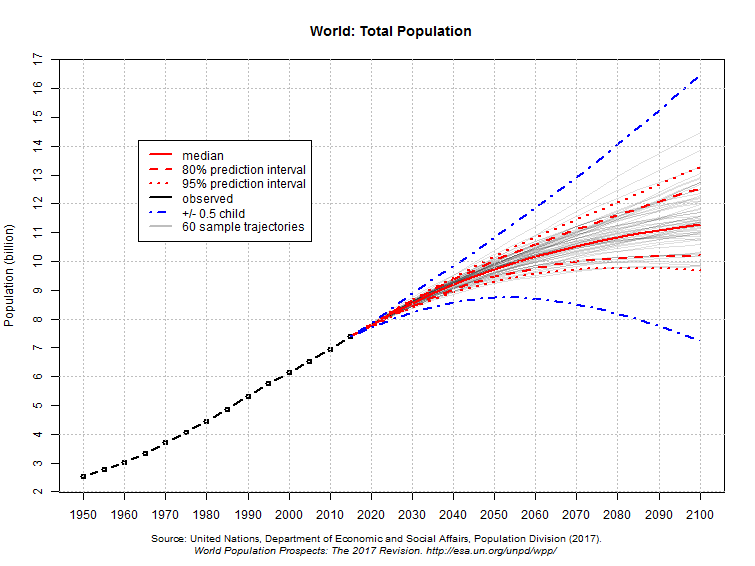 World: Total Population
17
16
15
14
13
12
11
10
9
8
7
6
5
4
3
2
Population (billion)
median
80% prediction interval
95% prediction interval
observed
+/- 0.5 child
60 sample trajectories
1950 1960 1970 1980 1990 2000 2010 2020 2030 2040 2050 2060 2070 2080 2090 2100
Source: United Nations, Department of Economic and Social Affairs, Population Division (2017).
World Population Prospects: The 2017 Revision. http://esa.un.org/unpd/wpp/